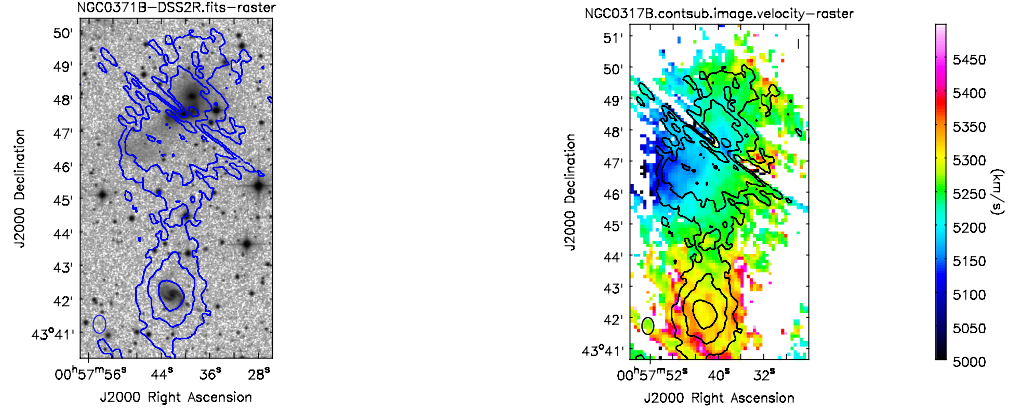 NGC0371B-DSS2R.fits-raster
50'
49'
48'
47'
46'
45'
44'
43'
42'
43°41'
J2000 Declination
00ʰ57ᵐ56ˢ
44ˢ
36ˢ
28ˢ
J2000 Right Ascension
NGC0317B.contsub.image.velocity-raster
51'
50'
49'
48'
47'
46'
45'
44'
43'
42'
43°41'
J2000 Declination
00ʰ57ᵐ52ˢ
40ˢ
32ˢ
J2000 Right Ascension
5450
5400
5350
5300
5250
5200
5150
5100
5050
5000
(km/s)